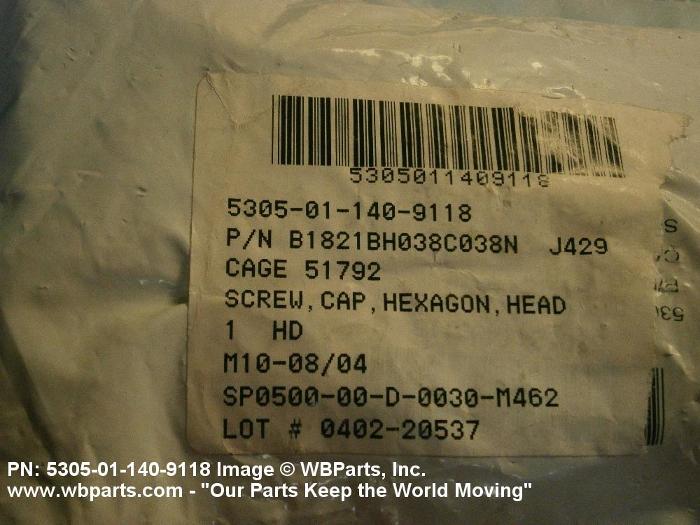 5305011409118
5305-01-140-9118
P/N B1821BH038C038N J429
CAGE 51792
SCREW,CAP,HEXAGON,HEAD
1 HD
M10-08/04
SP0500-00-D-0030-M462
LOT # 0402-20537
PN: 5305-01-140-9118 Image © WBParts, Inc.
www.wbparts.com - "Our Parts Keep the World Moving"